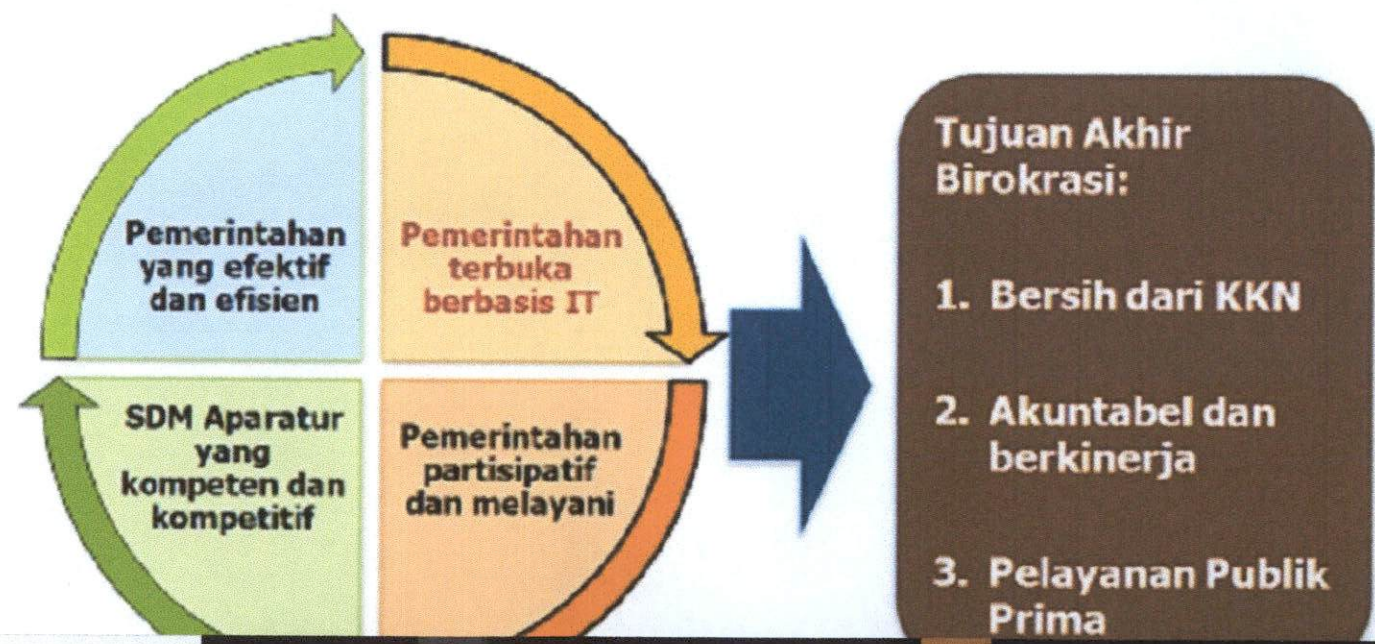 Pemerintahan
yang efektif
dan efisien
Pemerintahan
terbuka
berbasis IT
SDM Aparatur
yang
kompeten dan
kompetitif
Pemerintahan
partisipatif
dan melayani
Tujuan Akhir
Birokrasi:
1. Bersih dari KKN
2. Akuntabel dan
berkinerja
3. Pelayanan Publik
Prima